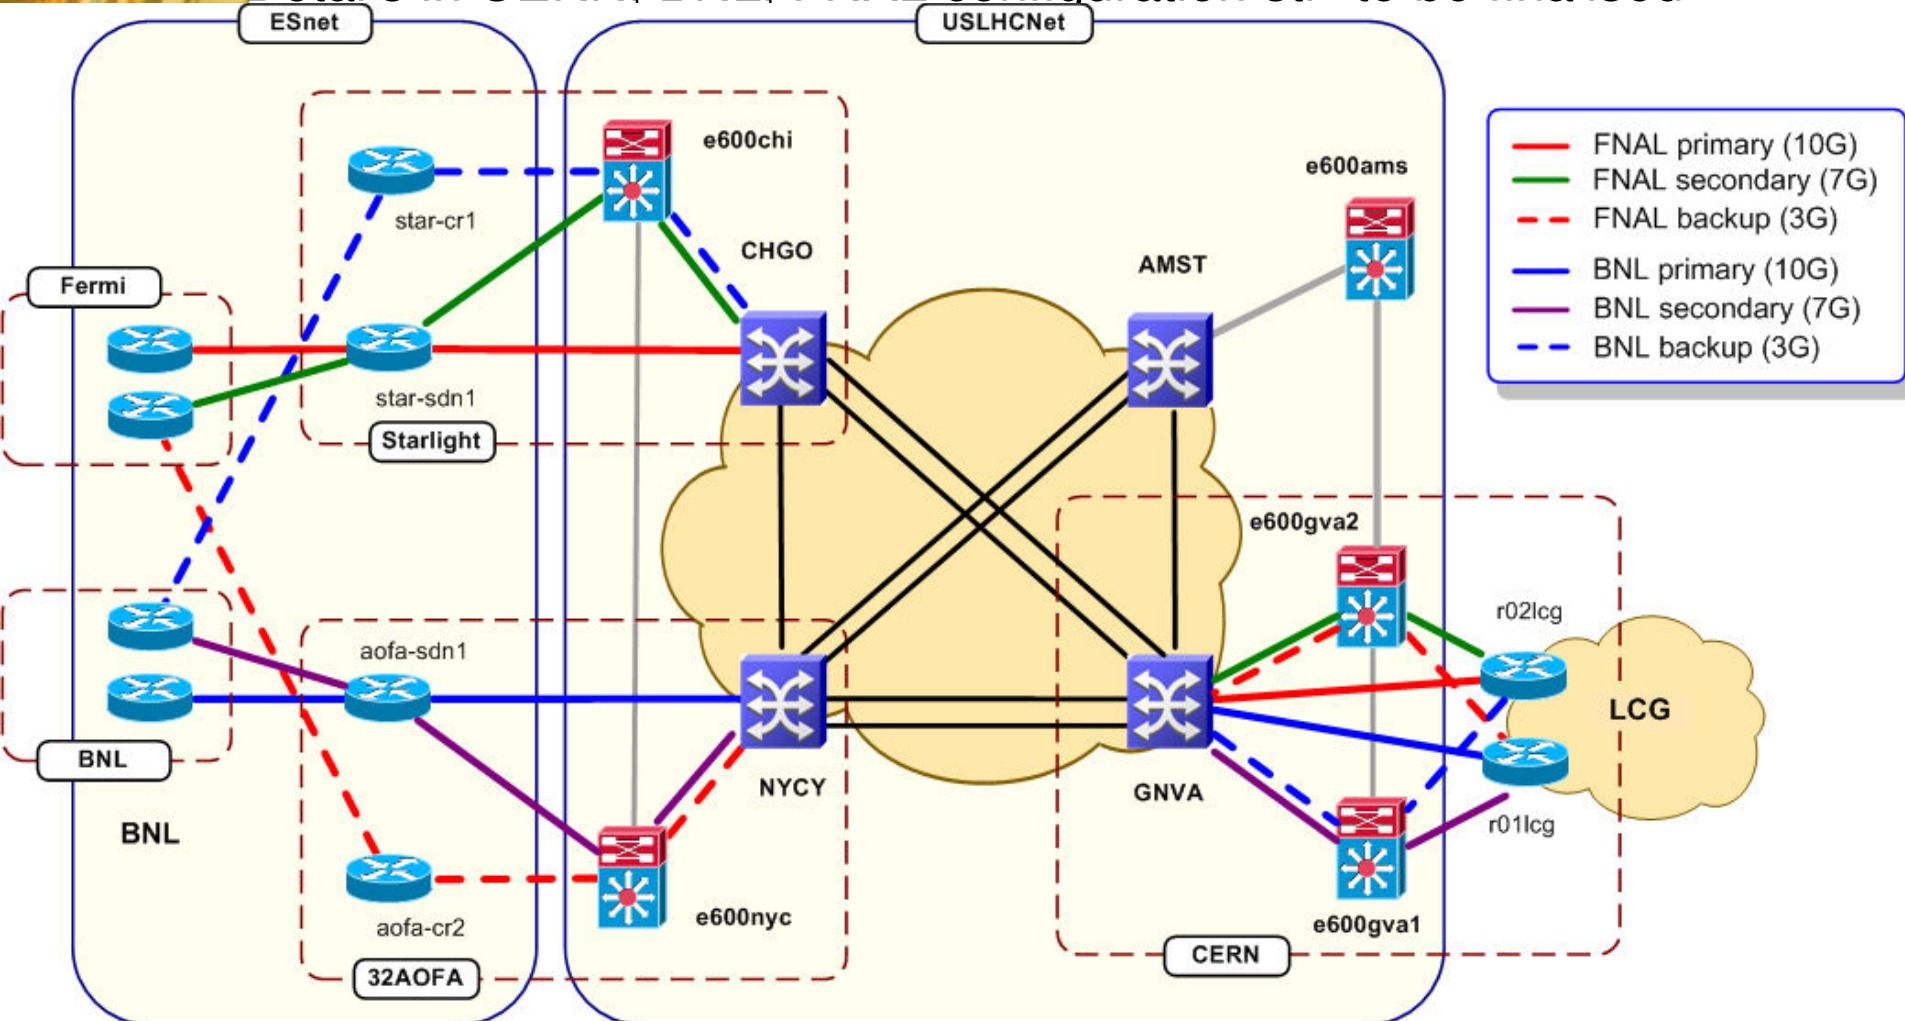 ESnet
USLHCNet
e600chi
e600ams
FNAL primary (10G)
FNAL secondary (7G)
FNAL backup (3G)
BNL primary (10G)
BNL secondary (7G)
BNL backup (3G)
star-cr1
CHGO
AMST
Fermi
star-sdn1
Starlight
e600gva2
r02lcg
aofa-sdn1
LCG
BNL
NYCY
GNVA
BNL
r01lcg
e600nyc
e600gva1
aofa-cr2
CERN
32AOFA